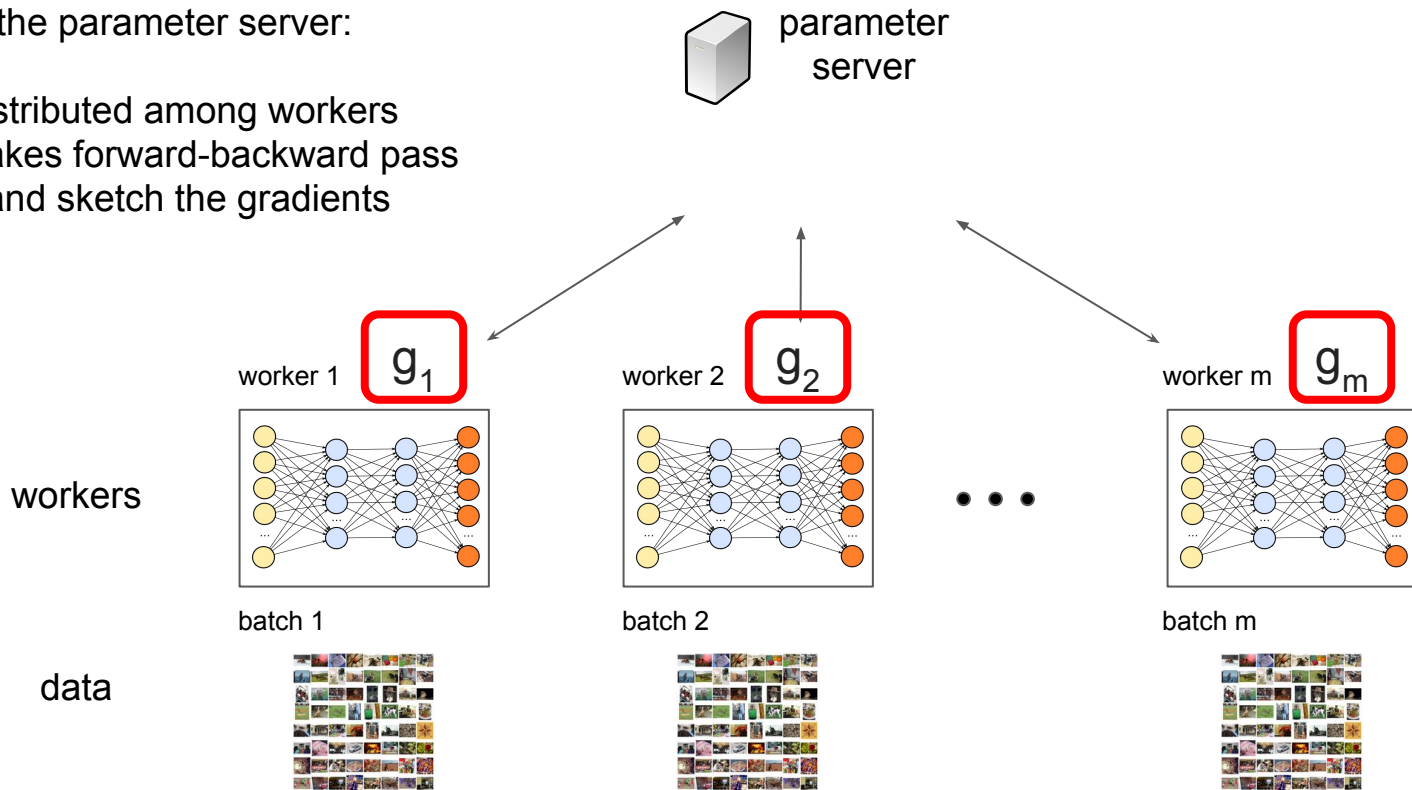 the parameter server:
parameter
server
stributed among workers
akes forward-backward pass
and sketch the gradients
worker 1
g1
worker 2
g2
worker m
gm
workers
...
...
...
...
...
...
...
...
...
...
...
...
batch 1
batch 2
batch m
data